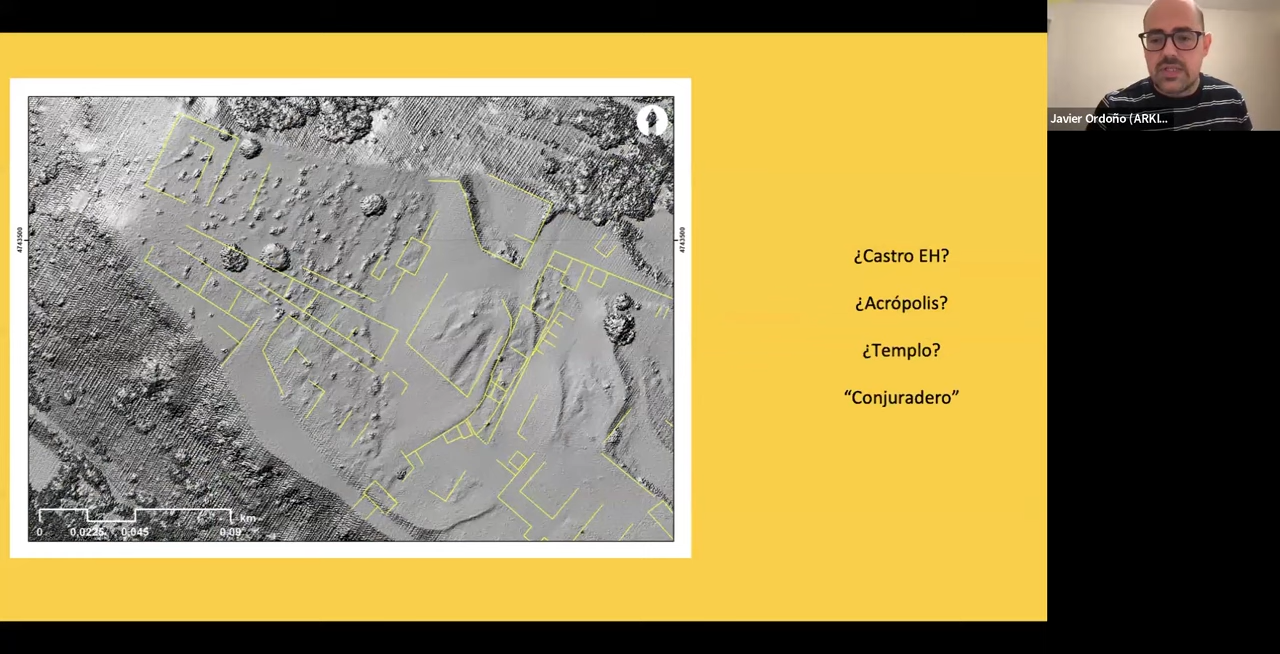 ¿Castro EH?
¿Acrópolis?
¿Templo?
“Conjuradero”
4743500
4743500
km
0 0,0225 0,045 0,09
Javier Ordoño (ARKI...